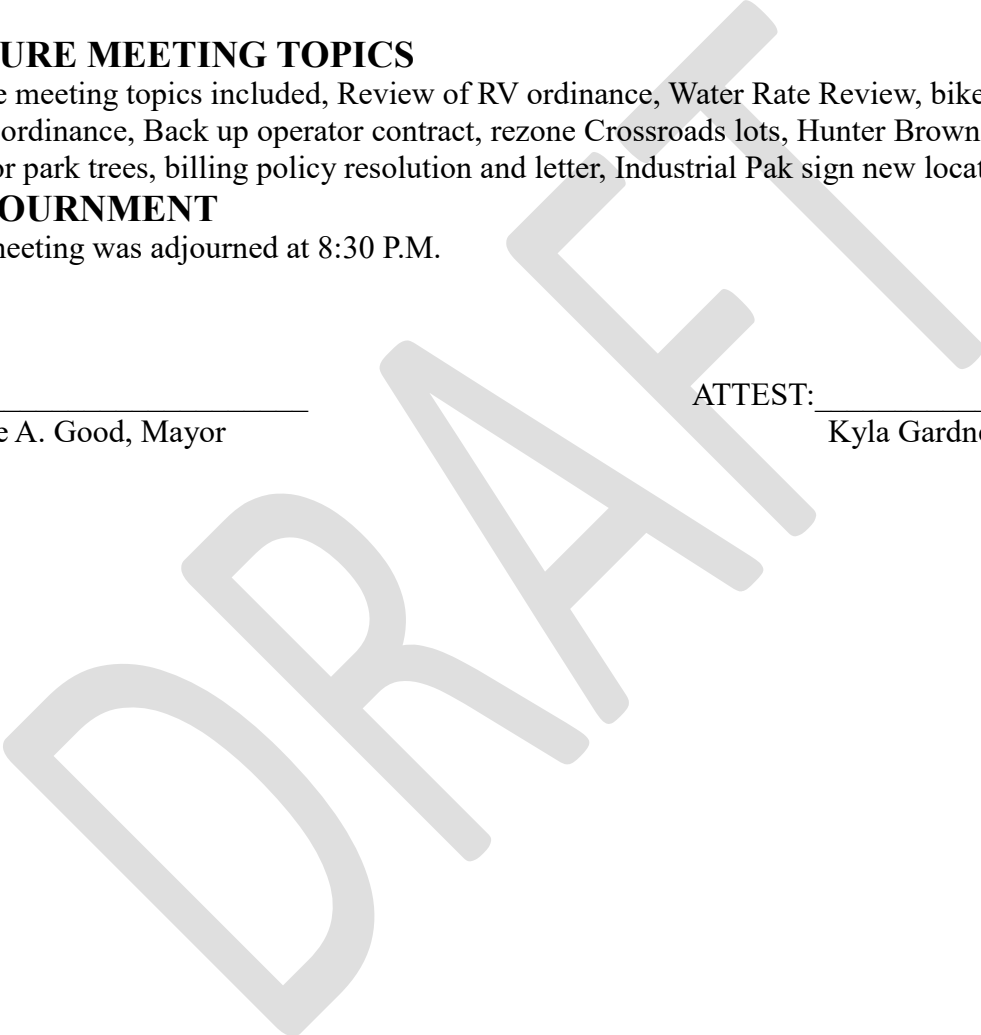 URE MEETING TOPICS
e meeting topics included, Review of RV ordinance, Water Rate Review, bike
ordinance, Back up operator contract, rezone Crossroads lots, Hunter Brown
or park trees, billing policy resolution and letter, Industrial Pak sign new locat
OURNMENT
meeting was adjourned at 8:30 P.M.
ATTEST:
e A. Good, Mayor Kyla Gardn
DRAFT